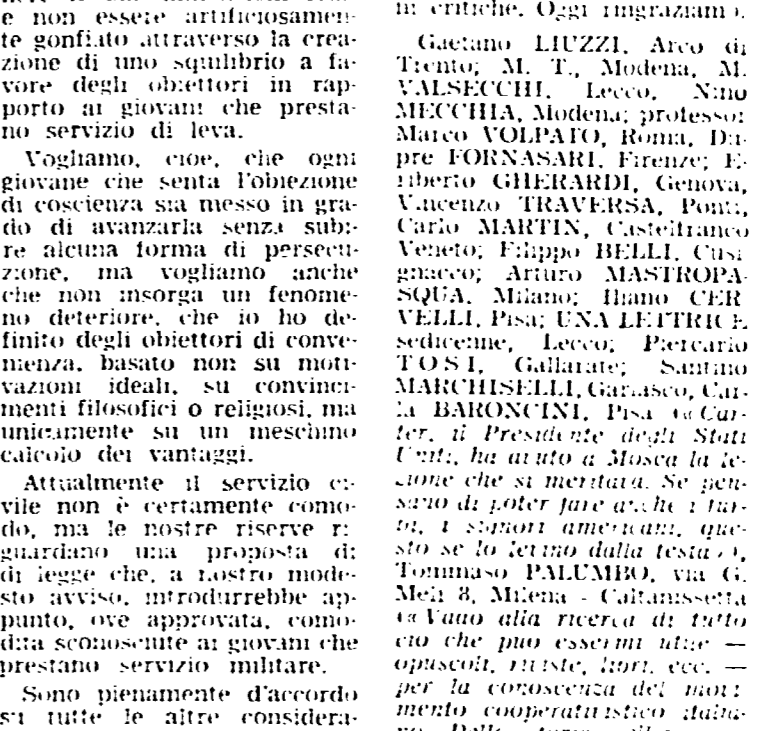 e non essere artificiosamen-
te gonfiato attraverso la crea-
zione di uno squilibrio a fa-
vore degli obiettori in rap-
porto ai giovani che presta-
no servizio di leva.
Vogliamo, cioè, che ogni
giovane che senta l'obiezione
di coscienza sia messo in gra-
do di avanzarla senza subi-
re alcuna forma di persecu-
zione, ma vogliamo anche
che non insorga un fenome-
no deteriore, che io ho de-
finito degli obiettori di conve-
nienza, basato non su moti-
vazioni ideali, su convinci-
menti filosofici o religiosi, ma
unicamente su un meschino
calcolo dei vantaggi.
Attualmente il servizio ci-
vile non è certamente como-
do, ma le nostre riserve ri-
guardano una proposta di
di legge che, a nostro mode-
sto avviso, introdurrebbe ap-
punto, ove approvata, como-
dità sconosciute ai giovani che
prestano servizio militare.
Sono pienamente d'accordo
su tutte le altre considera-
ni critiche. Oggi ringraziamo:
Gaetano LIUZZI, Arco di
Trento; M. T., Modena, M.
VALSECCHI, Lecco, Nino
MECCHIA, Modena; professor
Marco VOLPATO, Roma, Du-
pre FORNASARI, Firenze; E-
riberto GHERARDI, Genova,
Vincenzo TRAVERSA, Ponti,
Carlo MARTIN, Castelfranco
Veneto; Filippo BELLI, Cusi-
gnacco; Arturo MASTROPA-
SQUA, Milano; Iliano CER
VELLI, Pisa; UNA LETTRICE
sedicenne, Lecco; Piercarlo
TOSI, Gallarate; Santino
MARCHISELLI, Garlasco, Car-
la BARONCINI, Pisa («Car-
ter, il Presidente degli Stati
Uniti, ha avuto a Mosca la le-
zione che si meritava. Se pen-
sano di poter fare anche i fur-
bi, i signori americani, que-
sto se lo levino dalla testa»),
Tommaso PALUMBO, via G.
Meli 8, Milena - Caltanissetta
(«Vado alla ricerca di tutto
ciò che può essermi utile —
opuscoli, riviste, libri, ecc. —
per la conoscenza del movi-
mento cooperativistico italia-